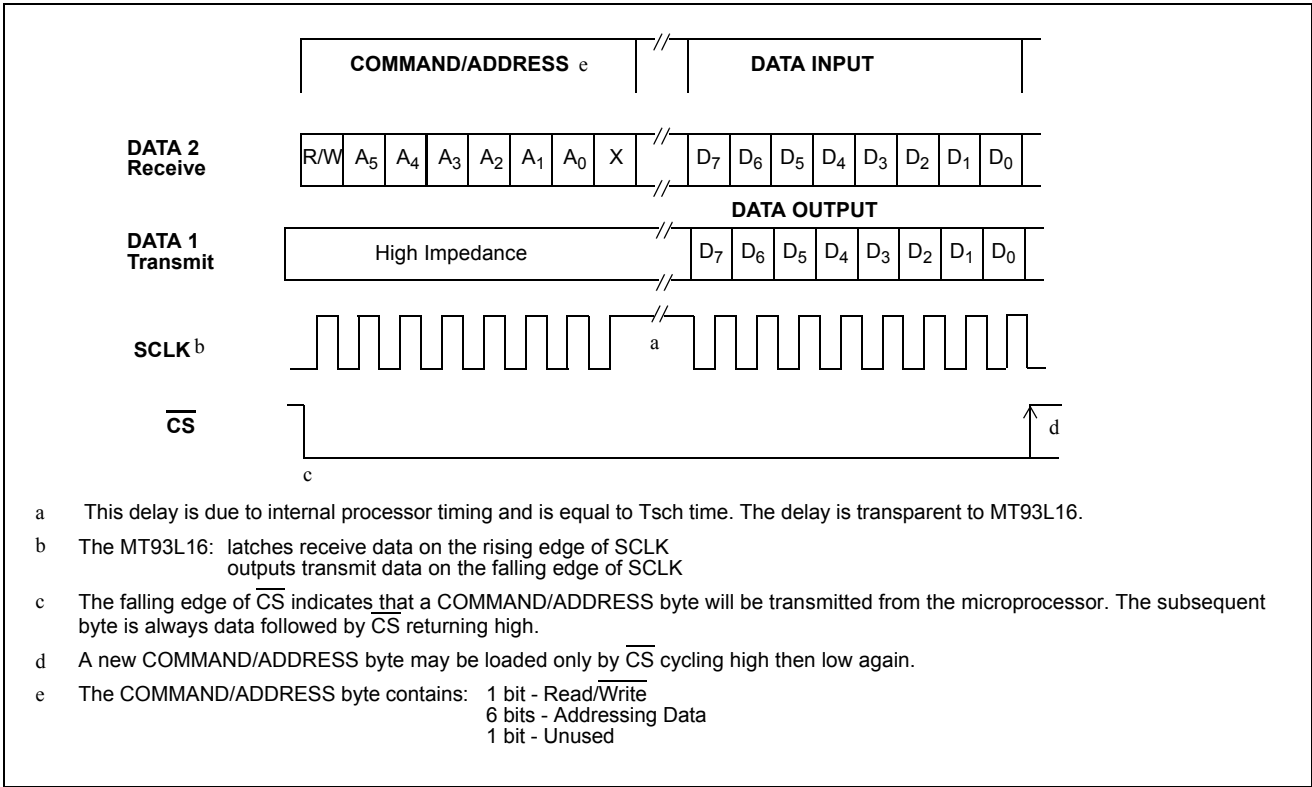 COMMAND/ADDRESS e
DATA INPUT
DATA 2
Receive
R/W A5 A4 A3 A2 A1 A0 X
D7 D6 D5 D4 D3 D2 D1 D0
DATA OUTPUT
DATA 1
Transmit
High Impedance
D7 D6 D5 D4 D3 D2 D1 D0
SCLK b
a
CS
d
c
a This delay is due to internal processor timing and is equal to Tsch time. The delay is transparent to MT93L16.
b The MT93L16: latches receive data on the rising edge of SCLK
outputs transmit data on the falling edge of SCLK
c The falling edge of CS indicates that a COMMAND/ADDRESS byte will be transmitted from the microprocessor. The subsequent
byte is always data followed by CS returning high.
d A new COMMAND/ADDRESS byte may be loaded only by CS cycling high then low again.
e The COMMAND/ADDRESS byte contains: 1 bit - Read/Write
6 bits - Addressing Data
1 bit - Unused